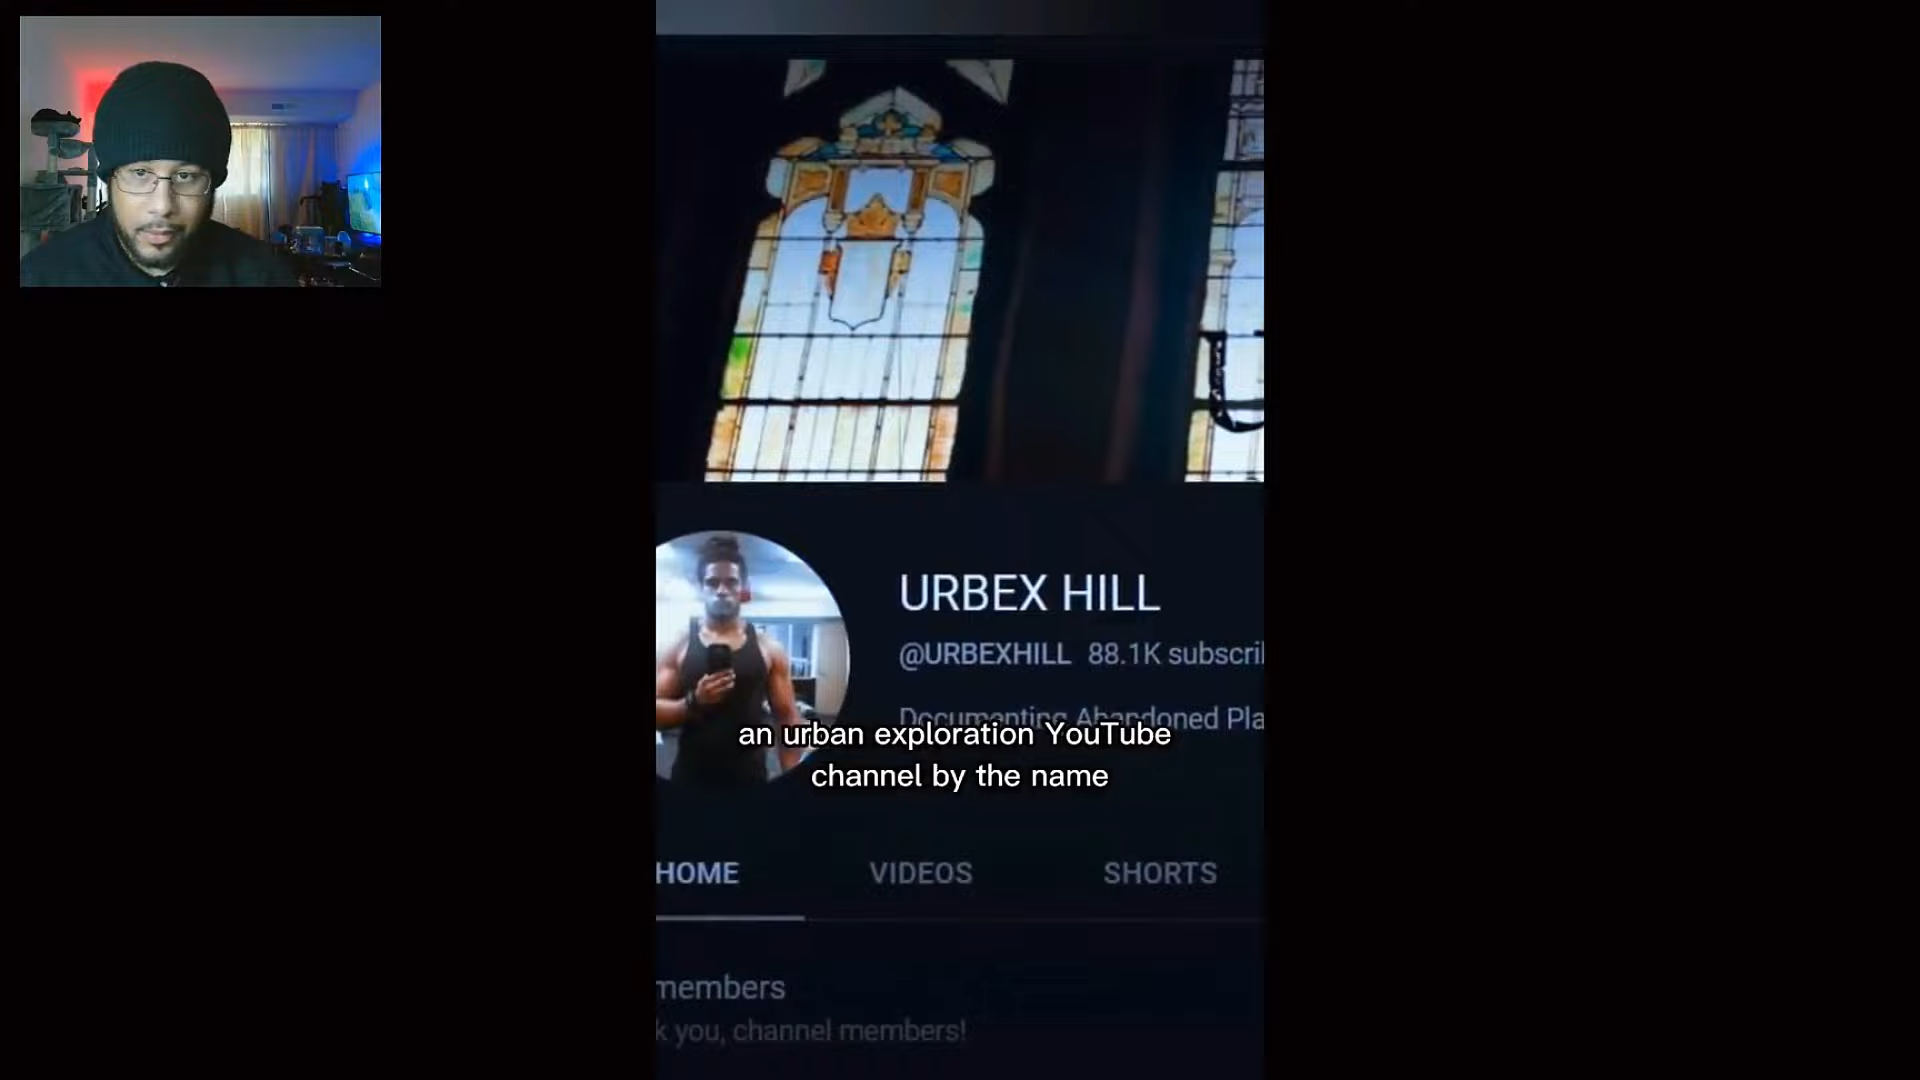 URBEX HILL
@URBEXHILL 88.1K subscri
Documenting Abandoned Pla
an urban exploration YouTube
channel by the name
HOME VIDEOS SHORTS
members
k you, channel members!